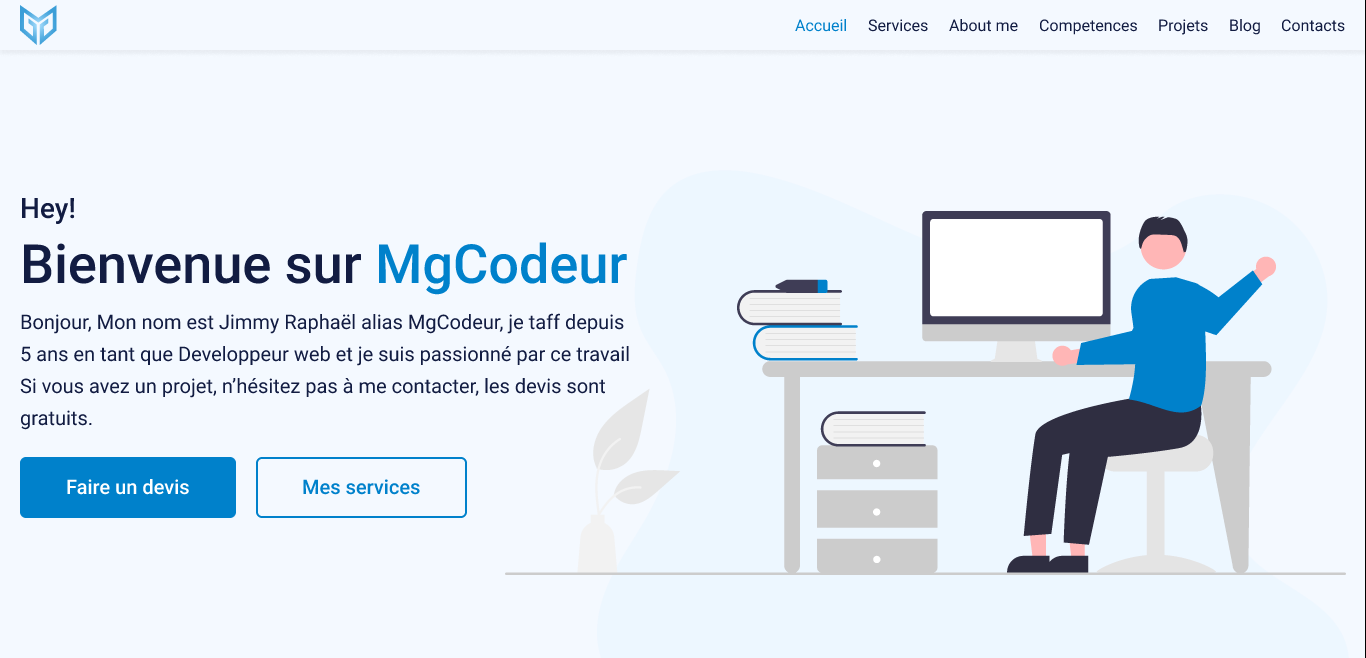 Accueil Services About me Competences Projets Blog Contacts
Hey!
Bienvenue sur MgCodeur
Bonjour, Mon nom est Jimmy Raphaël alias MgCodeur, je taff depuis
5 ans en tant que Developpeur web et je suis passionné par ce travail
Si vous avez un projet, n’hésitez pas à me contacter, les devis sont
gratuits.
Faire un devis Mes services